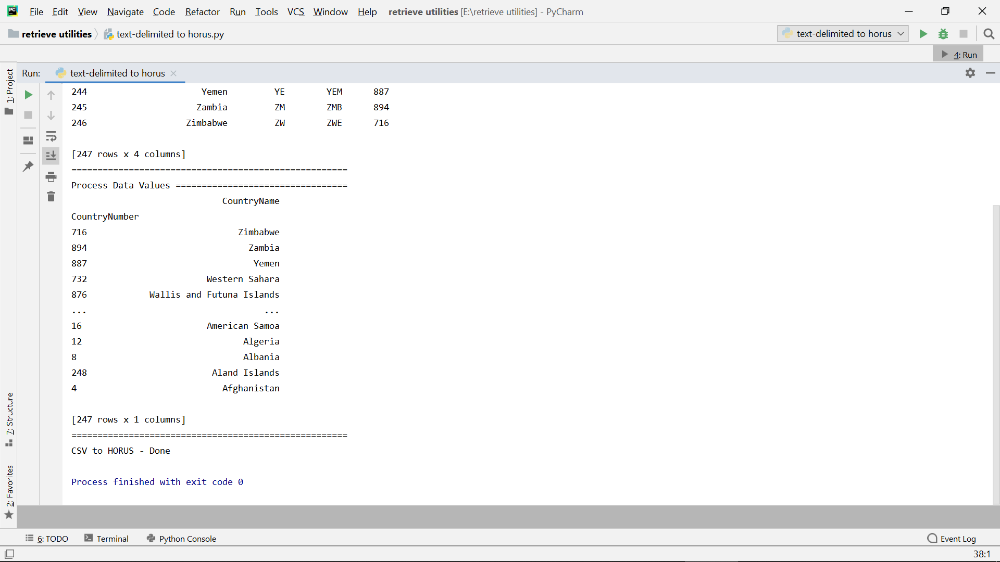 PC File Edit View Navigate Code Refactor Run Tools VCS Window Help retrieve utilities [E:\retrieve utilities] - PyCharm
retrieve utilities text-delimited to horus.py text-delimited to horus
4: Run
Run: text-delimited to horus
1: Project
244 Yemen YE YEM 887
245 Zambia ZM ZMB 894
246 Zimbabwe ZW ZWE 716
[247 rows x 4 columns]
=====================================================
Process Data Values =================================
CountryName
CountryNumber
716 Zimbabwe
894 Zambia
887 Yemen
732 Western Sahara
876 Wallis and Futuna Islands
... ...
16 American Samoa
12 Algeria
8 Albania
248 Aland Islands
4 Afghanistan
[247 rows x 1 columns]
=====================================================
CSV to HORUS - Done
Process finished with exit code 0
7: Structure
2: Favorites
6: TODO Terminal Python Console Event Log
38:1